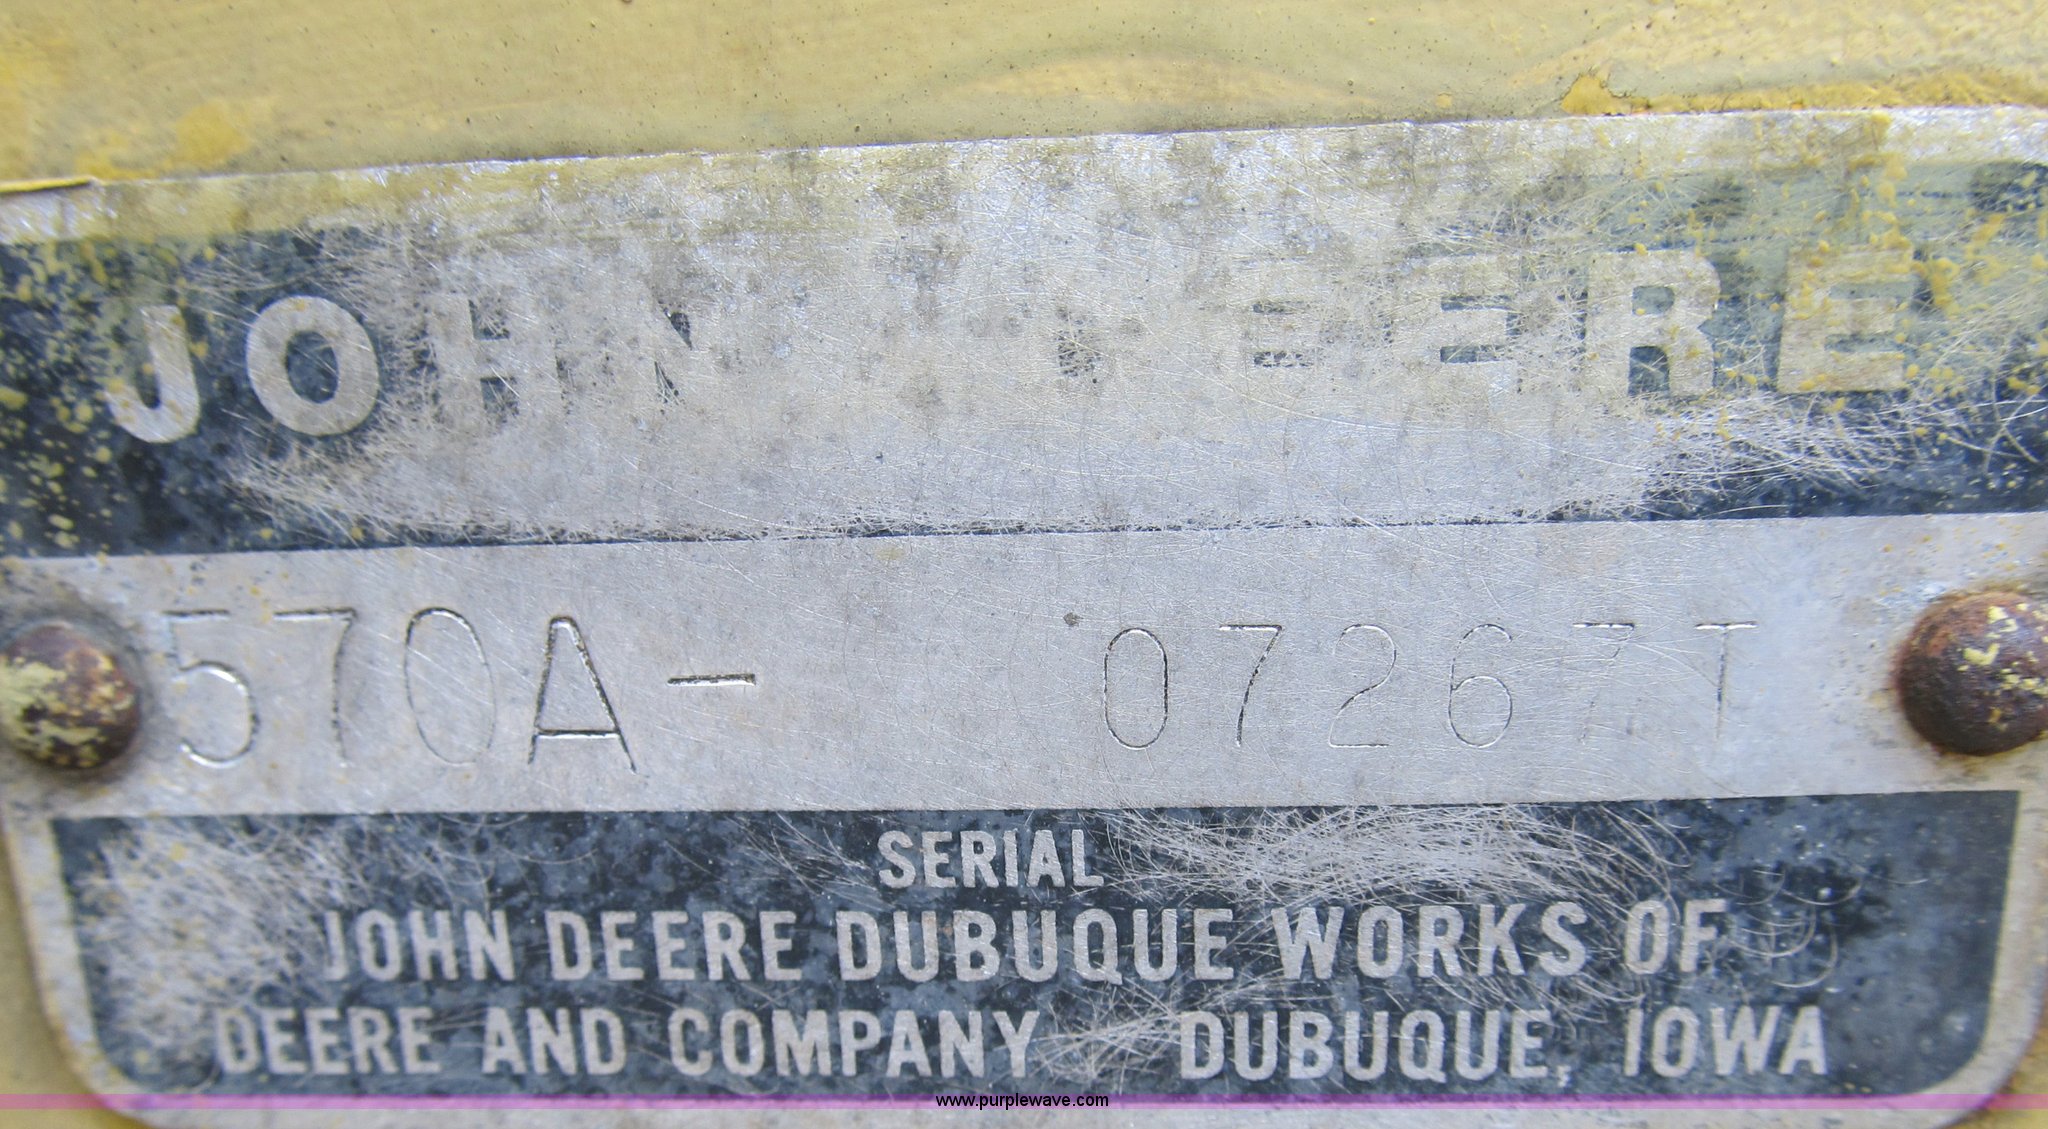 JOHN DEERE
570A- 07267T
SERIAL
JOHN DEERE DUBUQUE WORKS OF
DEERE AND COMPANY DUBUQUE, IOWA
www.purplewave.com